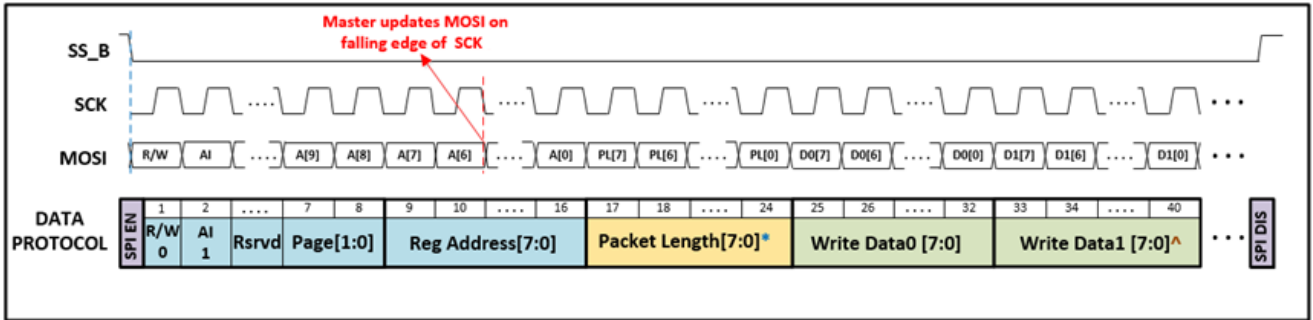 Master updates MOSI on
falling edge of SCK
SS_B
SCK
MOSI R/W AI .... A[9] A[8] A[7] A[6] .... A[0] PL[7] PL[6] .... PL[0] D0[7] D0[6] .... D0[0] D1[7] D1[6] .... D1[0] ...
1 2 .... 7 8 9 10 .... 16 17 18 .... 24 25 26 .... 32 33 34 .... 40
DATA
PROTOCOL
SPI EN
R/W
0
AI
1
Rsrvd
Page[1:0]
Reg Address[7:0]
Packet Length[7:0]*
Write Data0 [7:0]
Write Data1 [7:0]^
...
SPI DIS